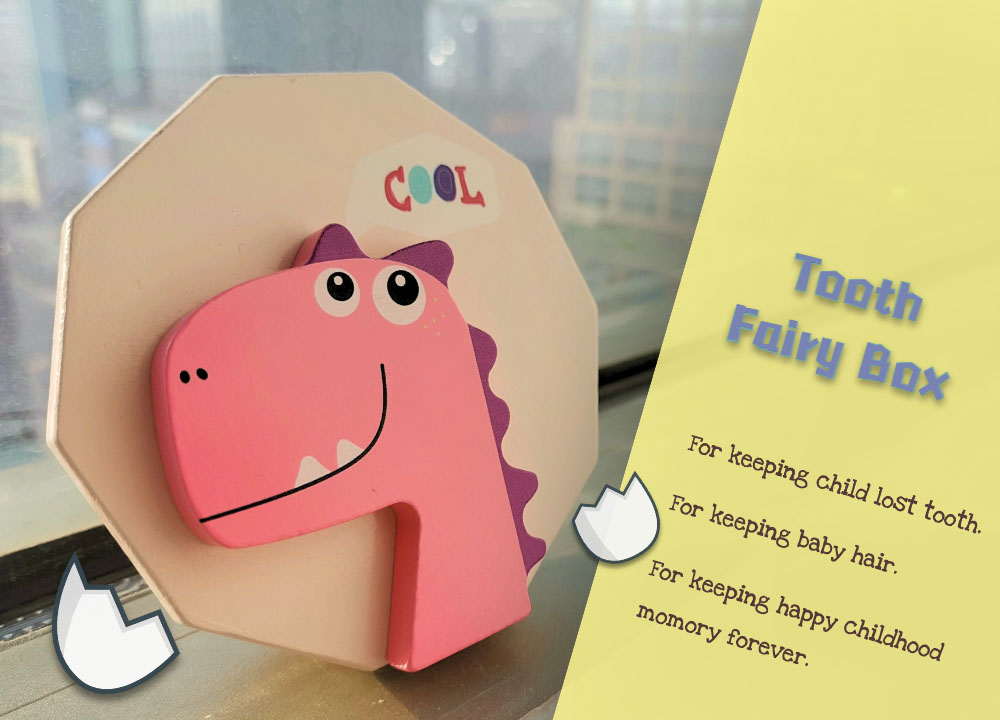 COOL
Tooth
Fairy Box
For keeping child lost tooth.
For keeping baby hair.
For keeping happy childhood
momory forever.